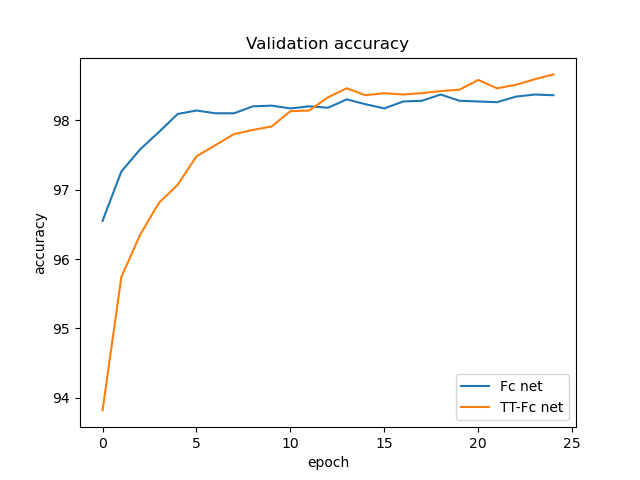 Validation accuracy
accuracy
98
97
96
95
94
Fc net
TT-Fc net
0 5 10 15 20 25
epoch